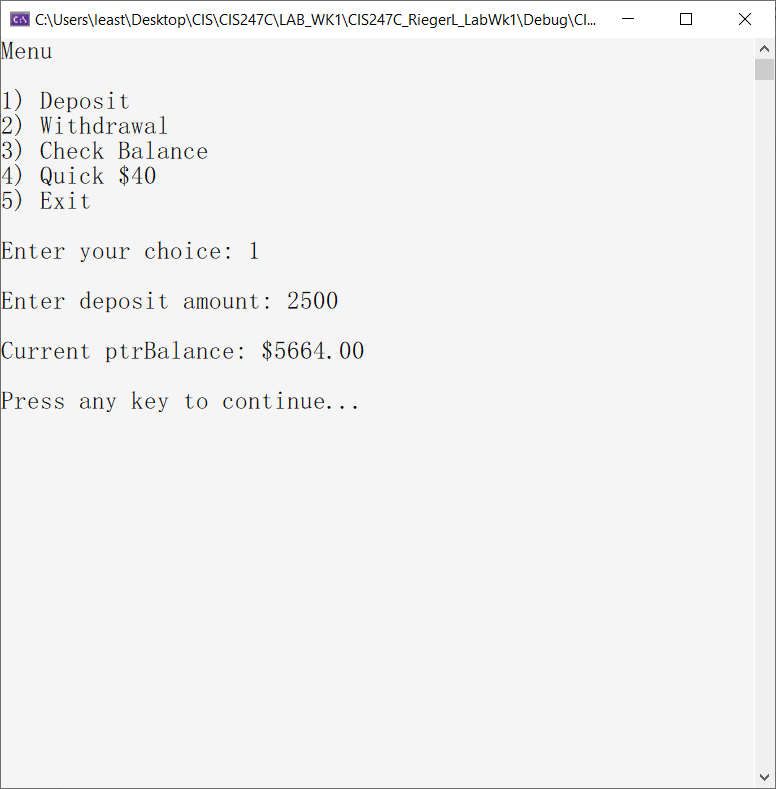 C:\Users\least\Desktop\CIS\CIS247C\LAB_WK1\CIS247C_RiegerL_LabWk1\Debug\CI...
Menu
1) Deposit
2) Withdrawal
3) Check Balance
4) Quick $40
5) Exit
Enter your choice: 1
Enter deposit amount: 2500
Current ptrBalance: $5664.00
Press any key to continue...